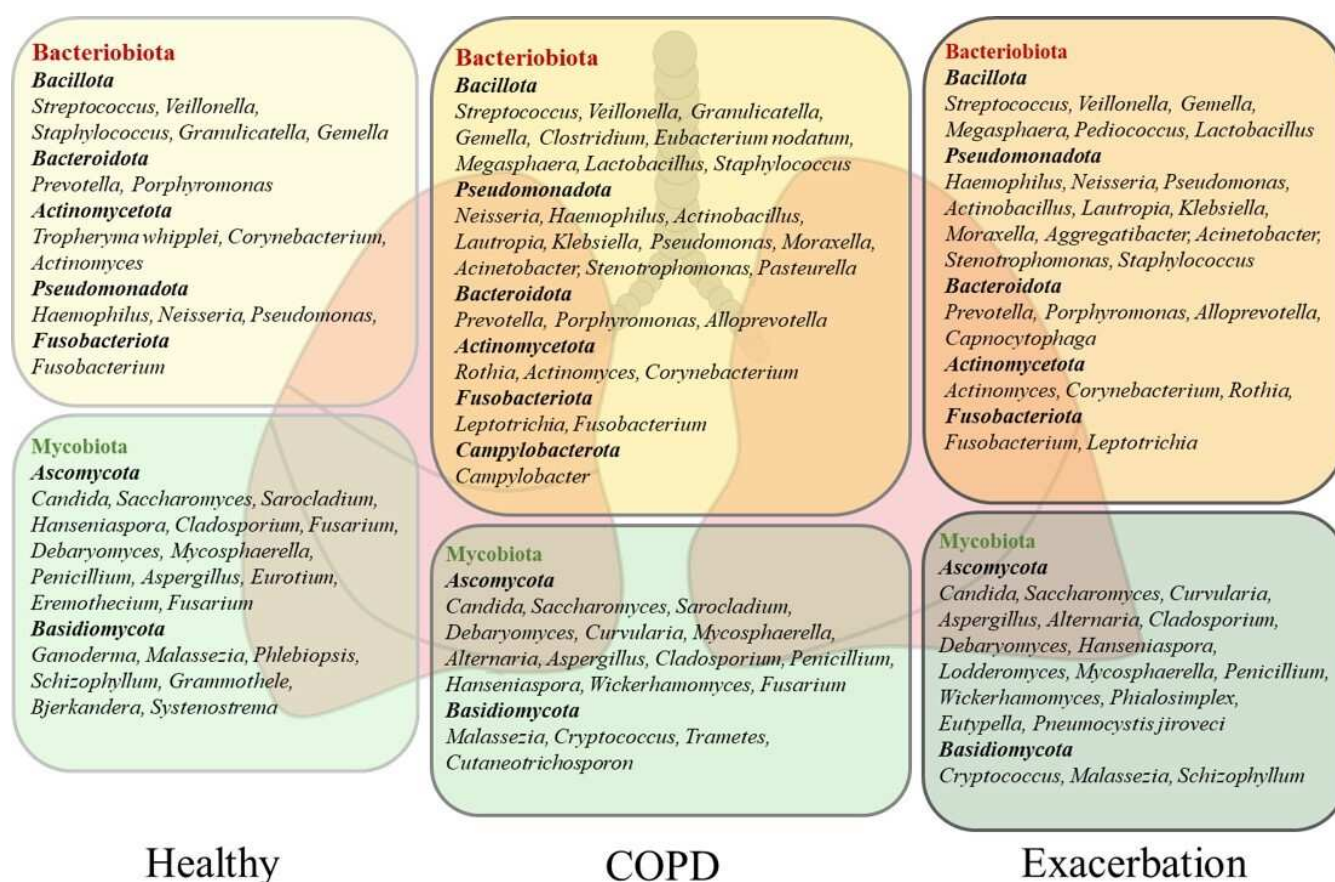 Bacteriobiota
Bacillota
Streptococcus, Veillonella,
Staphylococcus, Granulicatella, Gemella
Bacteroidota
Prevotella, Porphyromonas
Actinomycetota
Tropheryma whipplei, Corynebacterium,
Actinomyces
Pseudomonadota
Haemophilus, Neisseria, Pseudomonas,
Fusobacteriota
Fusobacterium
Mycobiota
Ascomycota
Candida, Saccharomyces, Sarocladium,
Hanseniaspora, Cladosporium, Fusarium,
Debaryomyces, Mycosphaerella,
Penicillium, Aspergillus, Eurotium,
Eremothecium, Fusarium
Basidiomycota
Ganoderma, Malassezia, Phlebiopsis,
Schizophyllum, Grammothele,
Bjerkandera, Systenostrema
Healthy
Bacteriobiota
Bacillota
Streptococcus, Veillonella, Granulicatella,
Gemella, Clostridium, Eubacterium nodatum,
Megasphaera, Lactobacillus, Staphylococcus
Pseudomonadota
Neisseria, Haemophilus, Actinobacillus,
Lautropia, Klebsiella, Pseudomonas, Moraxella,
Acinetobacter, Stenotrophomonas, Pasteurella
Bacteroidota
Prevotella, Porphyromonas, Alloprevotella
Actinomycetota
Rothia, Actinomyces, Corynebacterium
Fusobacteriota
Leptotrichia, Fusobacterium
Campylobacterota
Campylobacter
Mycobiota
Ascomycota
Candida, Saccharomyces, Sarocladium,
Debaryomyces, Curvularia, Mycosphaerella,
Alternaria, Aspergillus, Cladosporium, Penicillium,
Hanseniaspora, Wickerhamomyces, Fusarium
Basidiomycota
Malassezia, Cryptococcus, Trametes,
Cutaneotrichosporon
COPD
Bacteriobiota
Bacillota
Streptococcus, Veillonella, Gemella,
Megasphaera, Pediococcus, Lactobacillus
Pseudomonadota
Haemophilus, Neisseria, Pseudomonas,
Actinobacillus, Lautropia, Klebsiella,
Moraxella, Aggregatibacter, Acinetobacter,
Stenotrophomonas, Staphylococcus
Bacteroidota
Prevotella, Porphyromonas, Alloprevotella,
Capnocytophaga
Actinomycetota
Actinomyces, Corynebacterium, Rothia,
Fusobacteriota
Fusobacterium, Leptotrichia
Mycobiota
Ascomycota
Candida, Saccharomyces, Curvularia,
Aspergillus, Alternaria, Cladosporium,
Debaryomyces, Hanseniaspora,
Lodderomyces, Mycosphaerella, Penicillium,
Wickerhamomyces, Phialosimplex,
Eutypella, Pneumocystis jiroveci
Basidiomycota
Cryptococcus, Malassezia, Schizophyllum
Exacerbation